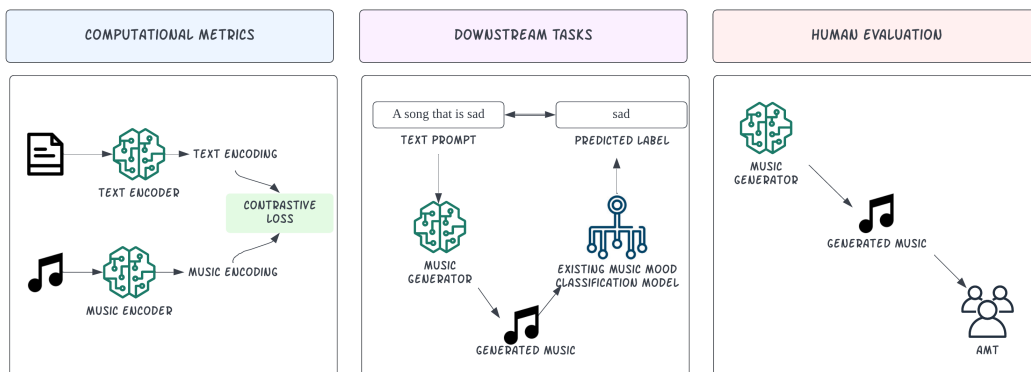 COMPUTATIONAL METRICS
TEXT ENCODING
TEXT ENCODER
CONTRASTIVE
LOSS
MUSIC ENCODING
MUSIC ENCODER
DOWNSTREAM TASKS
A song that is sad
sad
TEXT PROMPT
PREDICTED LABEL
MUSIC
GENERATOR
EXISTING MUSIC MOOD
CLASSIFICATION MODEL
GENERATED MUSIC
HUMAN EVALUATION
MUSIC
GENERATOR
GENERATED MUSIC
AMT